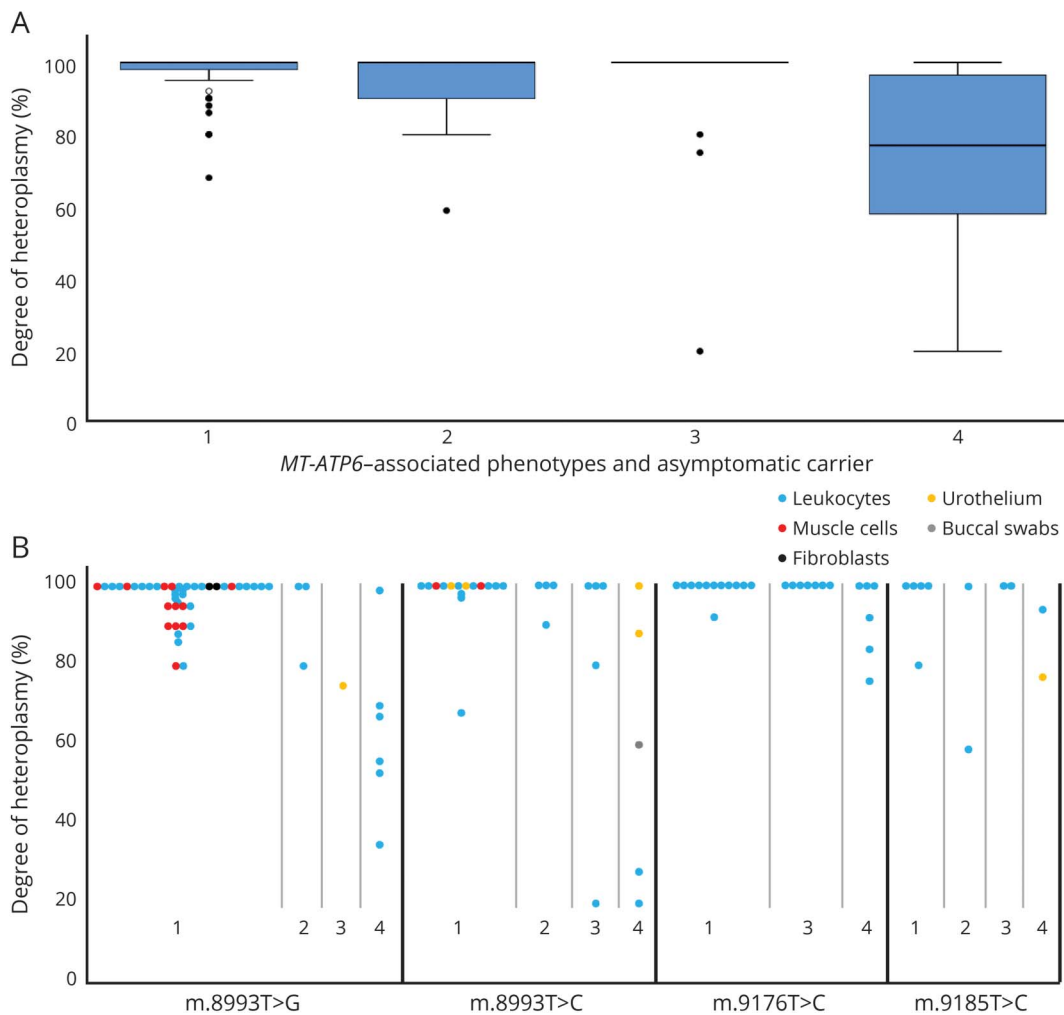 A
Degree of heteroplasmy (%)
100
80
60
40
20
0
1 2 3 4
MT-ATP6–associated phenotypes and asymptomatic carrier
Leukocytes Urothelium
Muscle cells Buccal swabs
Fibroblasts
B
Degree of heteroplasmy (%)
100
80
60
40
20
0
1 2 3 4 1 2 3 4 1 3 4 1 2 3 4
m.8993T>G m.8993T>C m.9176T>C m.9185T>C